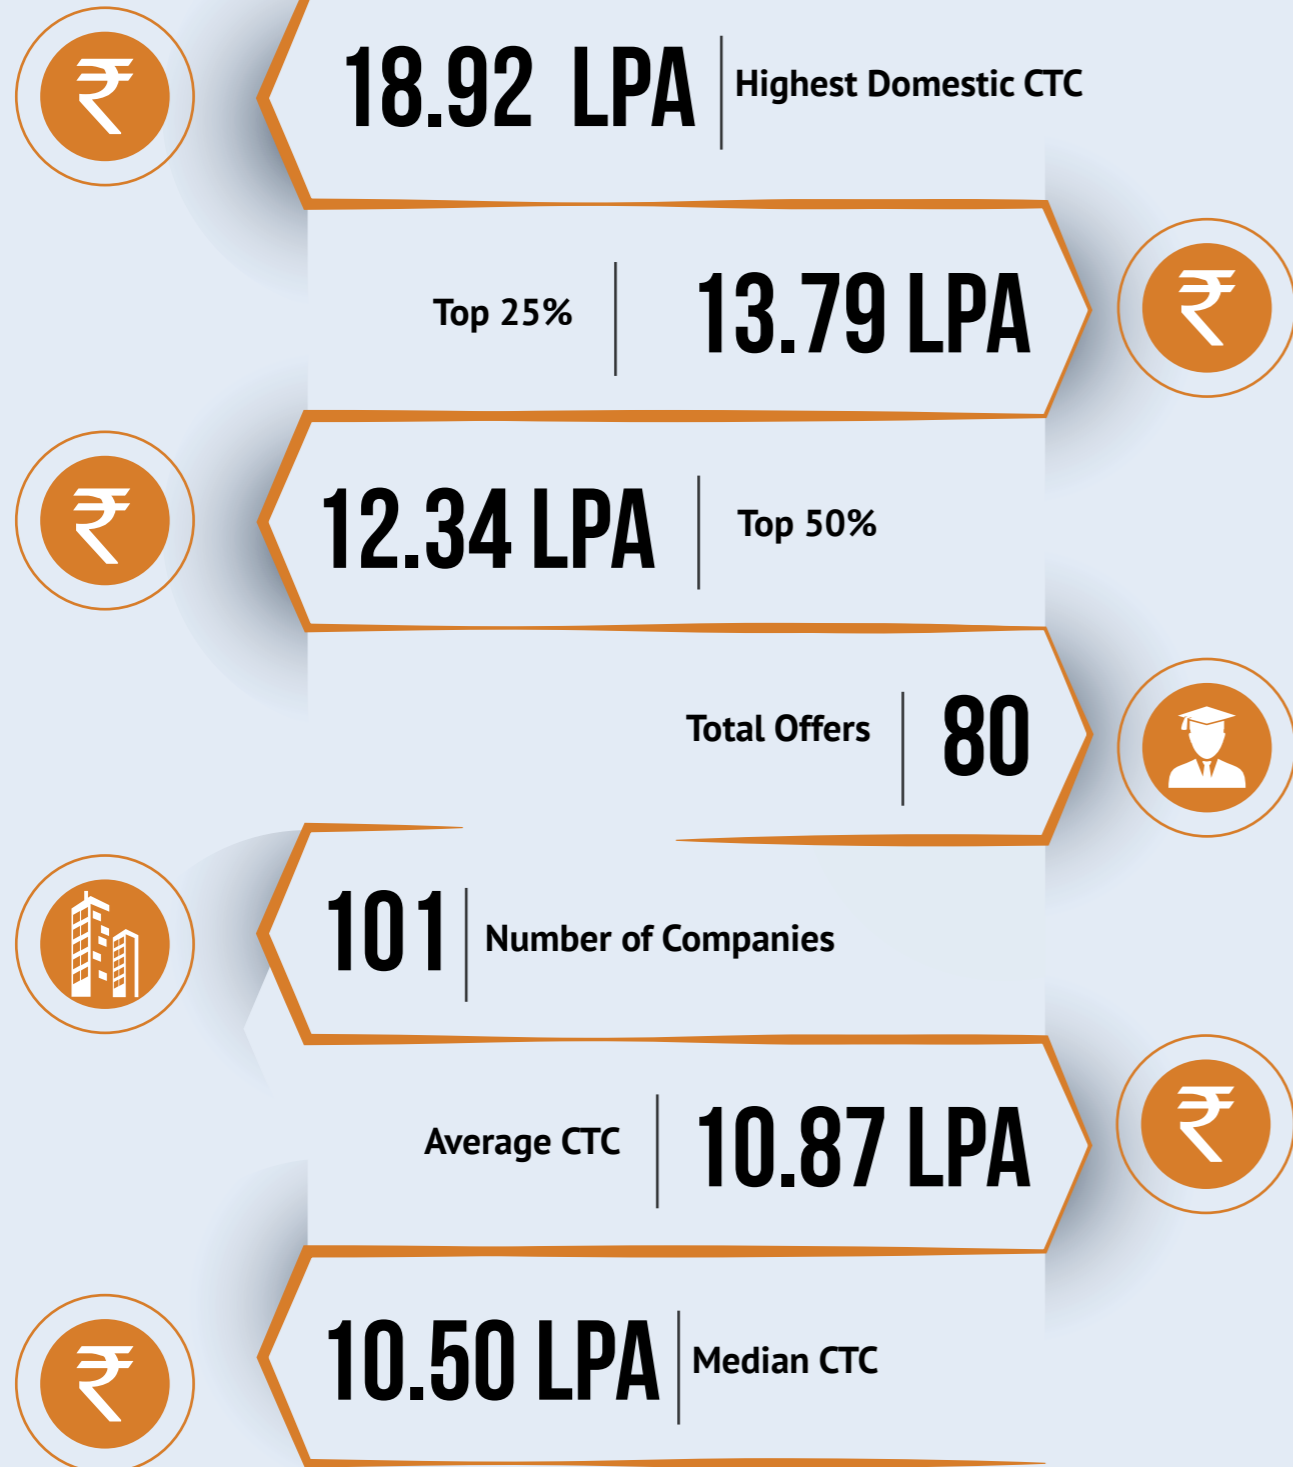 18.92 LPA
Highest Domestic CTC
Top 25%
13.79 LPA
12.34 LPA
Top 50%
Total Offers
80
101
Number of Companies
Average CTC
10.87 LPA
10.50 LPA
Median CTC